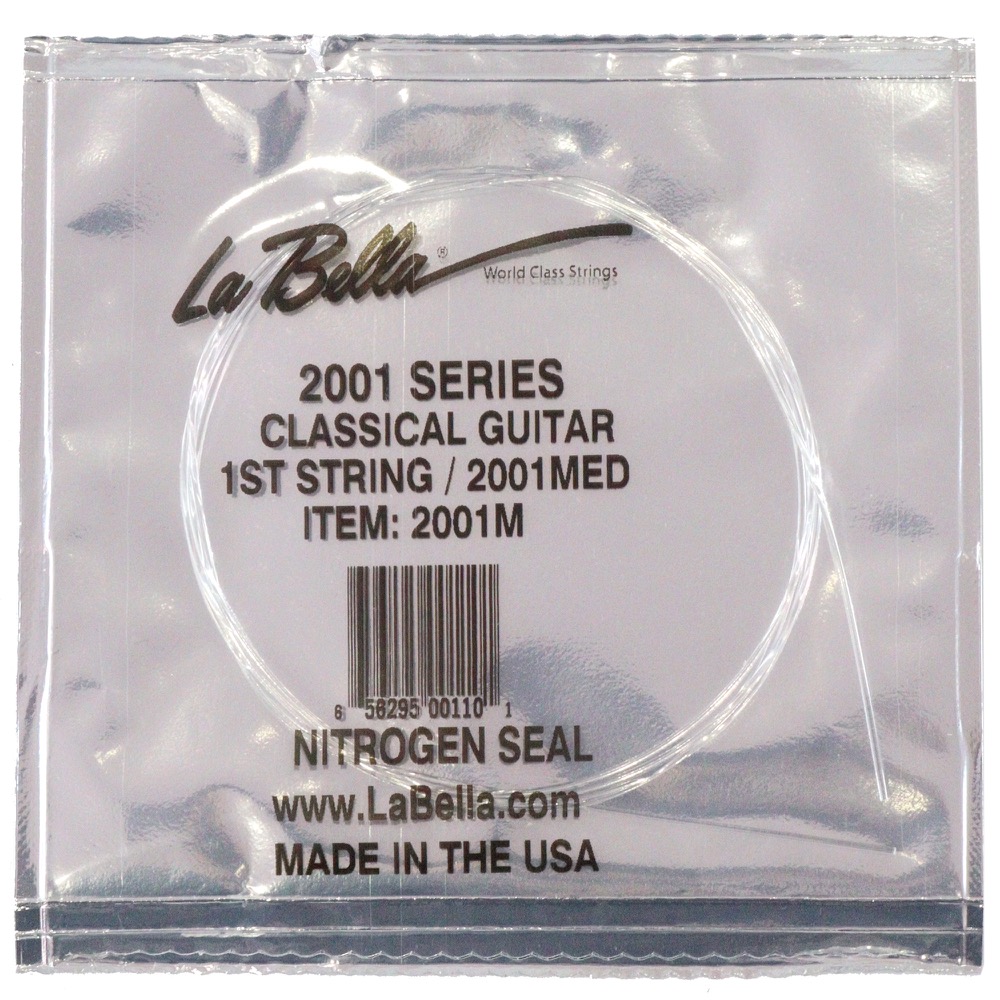 La Bella® World Class Strings
2001 SERIES
CLASSICAL GUITAR
1ST STRING / 2001MED
ITEM: 2001M
6 56295 00110 1
NITROGEN SEAL
www.LaBella.com
MADE IN THE USA